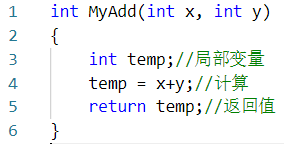 1 int MyAdd(int x, int y)
2 {
3     int temp;//局部变量
4     temp = x+y;//计算
5     return temp;//返回值
6 }